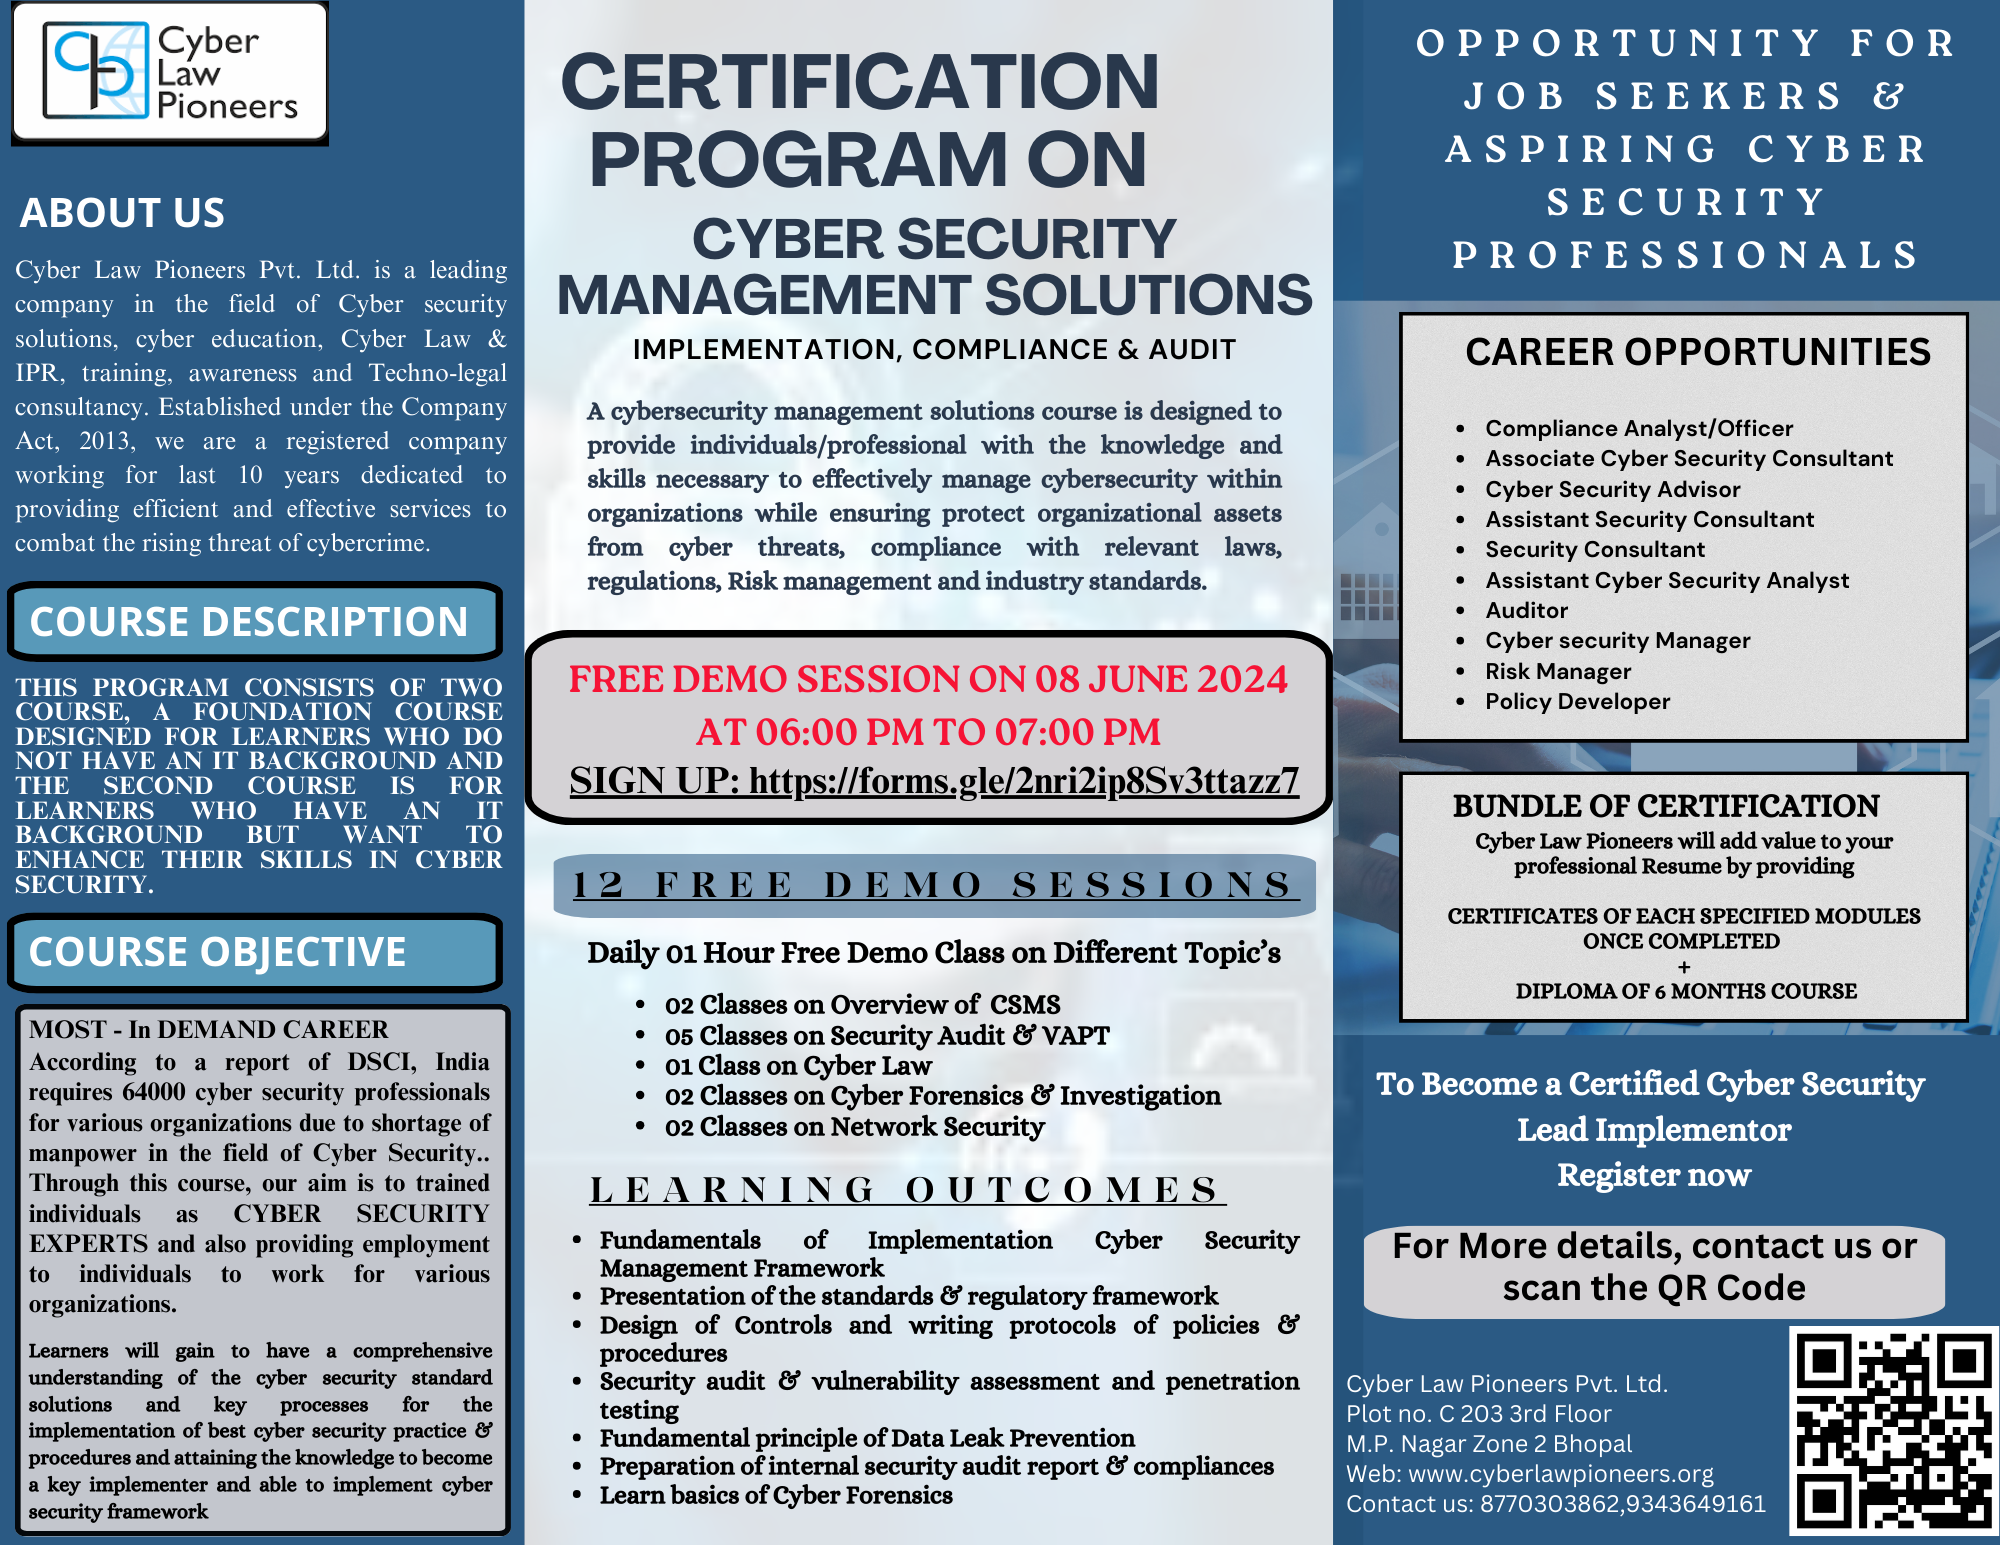 Cyber
Law
Pioneers
ABOUT US
Cyber Law Pioneers Pvt. Ltd. is a leading
company in the field of Cyber security
solutions, cyber education, Cyber Law &
IPR, training, awareness and Techno-legal
consultancy. Established under the Company
Act, 2013, we are a registered company
working for last 10 years dedicated to
providing efficient and effective services to
combat the rising threat of cybercrime.
COURSE DESCRIPTION
THIS PROGRAM CONSISTS OF TWO
COURSE, A FOUNDATION COURSE
DESIGNED FOR LEARNERS WHO DO
NOT HAVE AN IT BACKGROUND AND
THE SECOND COURSE IS FOR
LEARNERS WHO HAVE AN IT
BACKGROUND BUT WANT TO
ENHANCE THEIR SKILLS IN CYBER
SECURITY.
COURSE OBJECTIVE
MOST - In DEMAND CAREER
According to a report of DSCI, India
requires 64000 cyber security professionals
for various organizations due to shortage of
manpower in the field of Cyber Security..
Through this course, our aim is to trained
individuals as CYBER SECURITY
EXPERTS and also providing employment
to individuals to work for various
organizations.
Learners will gain to have a comprehensive
understanding of the cyber security standard
solutions and key processes for the
implementation of best cyber security practice &
procedures and attaining the knowledge to become
a key implementer and able to implement cyber
security framework
CERTIFICATION
PROGRAM ON
CYBER SECURITY
MANAGEMENT SOLUTIONS
IMPLEMENTATION, COMPLIANCE & AUDIT
A cybersecurity management solutions course is designed to
provide individuals/professional with the knowledge and
skills necessary to effectively manage cybersecurity within
organizations while ensuring protect organizational assets
from cyber threats, compliance with relevant laws,
regulations, Risk management and industry standards.
FREE DEMO SESSION ON 08 JUNE 2024
AT 06:00 PM TO 07:00 PM
SIGN UP: https://forms.gle/2nri2ip8Sv3ttazz7
12 FREE DEMO SESSIONS
Daily 01 Hour Free Demo Class on Different Topic's
• 02 Classes on Overview of CSMS
• 05 Classes on Security Audit & VAPT
• 01 Class on Cyber Law
• 02 Classes on Cyber Forensics & Investigation
• 02 Classes on Network Security
LEARNING OUTCOMES
• Fundamentals of Implementation Cyber Security
Management Framework
• Presentation of the standards & regulatory framework
• Design of Controls and writing protocols of policies &
procedures
• Security audit & vulnerability assessment and penetration
testing
• Fundamental principle of Data Leak Prevention
• Preparation of internal security audit report & compliances
• Learn basics of Cyber Forensics
OPPORTUNITY FOR
JOB SEEKERS &
ASPIRING CYBER
SECURITY
PROFESSIONALS
CAREER OPPORTUNITIES
• Compliance Analyst/Officer
• Associate Cyber Security Consultant
• Cyber Security Advisor
• Assistant Security Consultant
• Security Consultant
• Assistant Cyber Security Analyst
• Auditor
• Cyber security Manager
• Risk Manager
• Policy Developer
BUNDLE OF CERTIFICATION
Cyber Law Pioneers will add value to your
professional Resume by providing
CERTIFICATES OF EACH SPECIFIED MODULES
ONCE COMPLETED
+
DIPLOMA OF 6 MONTHS COURSE
To Become a Certified Cyber Security
Lead Implementor
Register now
For More details, contact us or
scan the QR Code
Cyber Law Pioneers Pvt. Ltd.
Plot no. C 203 3rd Floor
M.P. Nagar Zone 2 Bhopal
Web: www.cyberlawpioneers.org
Contact us: 8770303862,9343649161